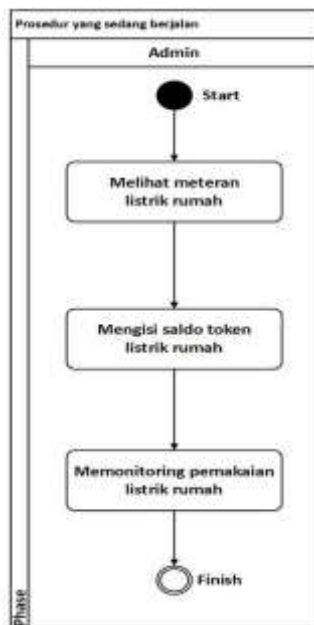 Prosedur yang sedang berjalan
Admin
Start
Melihat meteran
listrik rumah
Mengisi saldo token
listrik rumah
Memonitoring pemakaian
listrik rumah
Finish
Phase